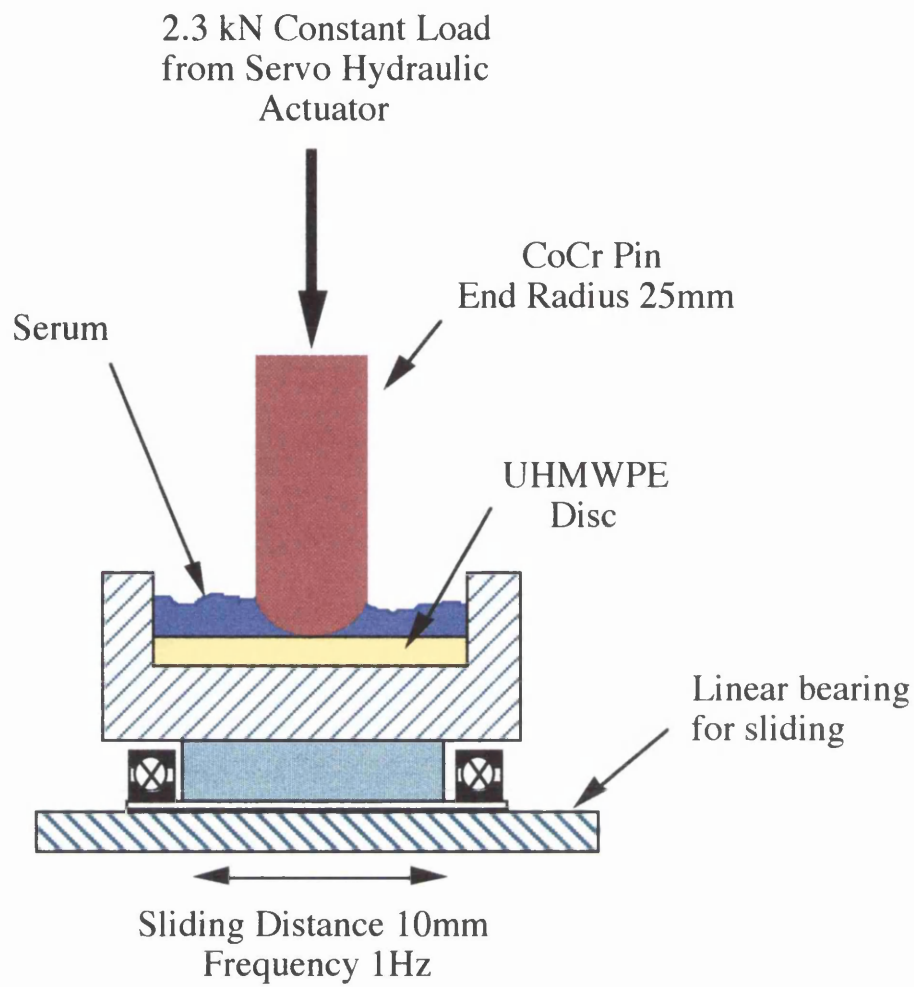 2.3 kN Constant Load
from Servo Hydraulic
Actuator
CoCr Pin
End Radius 25mm
Serum
UHMWPE
Disc
Linear bearing
for sliding
Sliding Distance 10mm
Frequency 1Hz